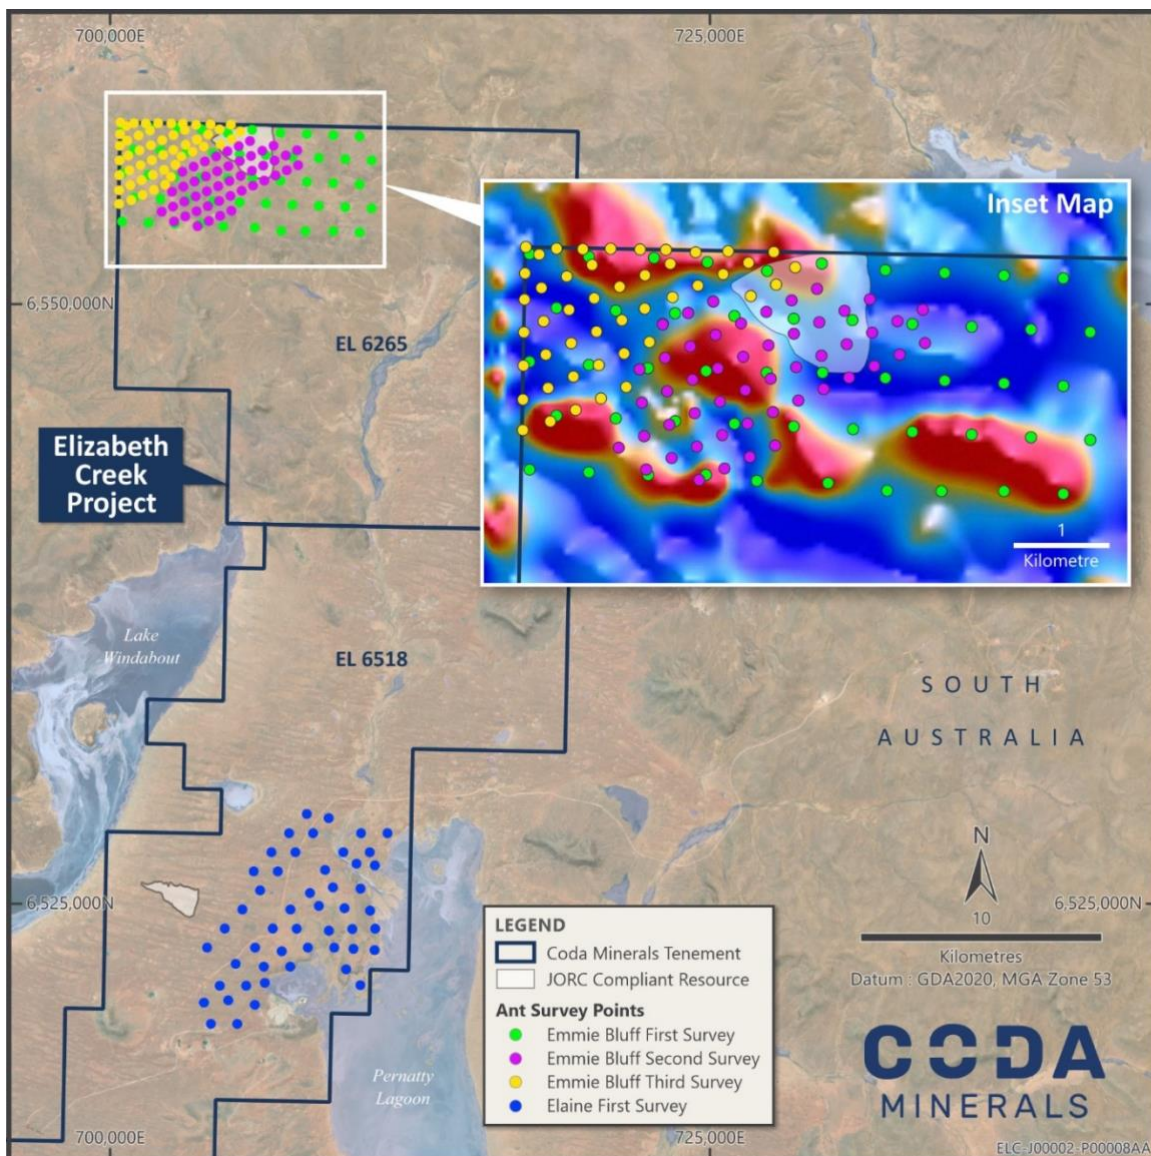 700,000E
725,000E
Inset Map
6,550,000N
EL 6265
Elizabeth
Creek
Project
1
Kilometre
Lake
Windabout
EL 6518
SOUTH
AUSTRALIA
N
6,525,000N
6,525,000N
10
Kilometres
Datum : GDA2020, MGA Zone 53
LEGEND
Coda Minerals Tenement
JORC Compliant Resource
Ant Survey Points
Emmie Bluff First Survey
Emmie Bluff Second Survey
Emmie Bluff Third Survey
Elaine First Survey
Pernatty
Lagoon
CODA
MINERALS
700,000E
725,000E
ELC-J00002-P00008AA